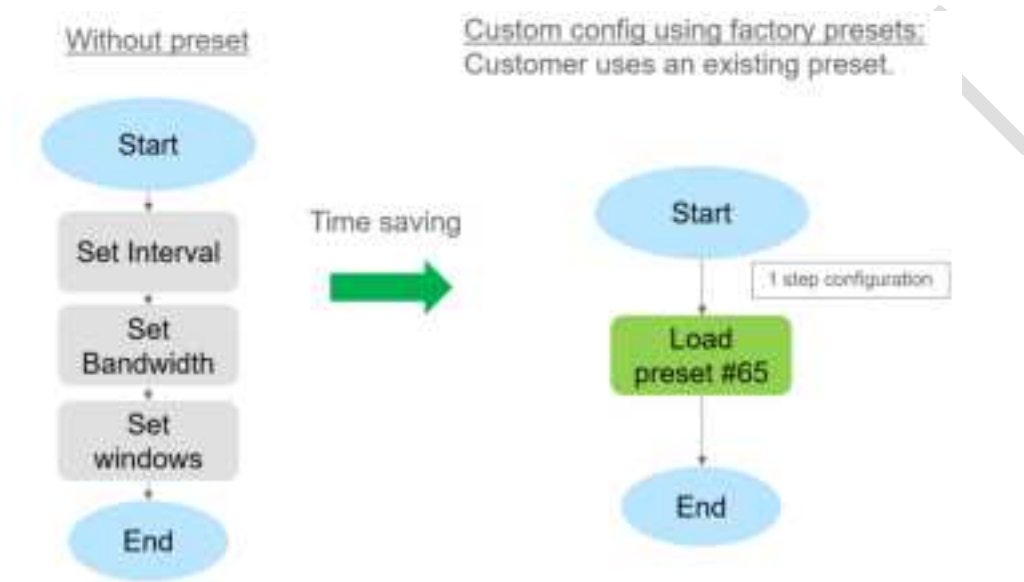 Without preset
Start
Set Interval
Set
Bandwidth
Set
windows
End
Time saving
Custom config using factory presets:
Customer uses an existing preset.
Start
1 step configuration
Load
preset #65
End